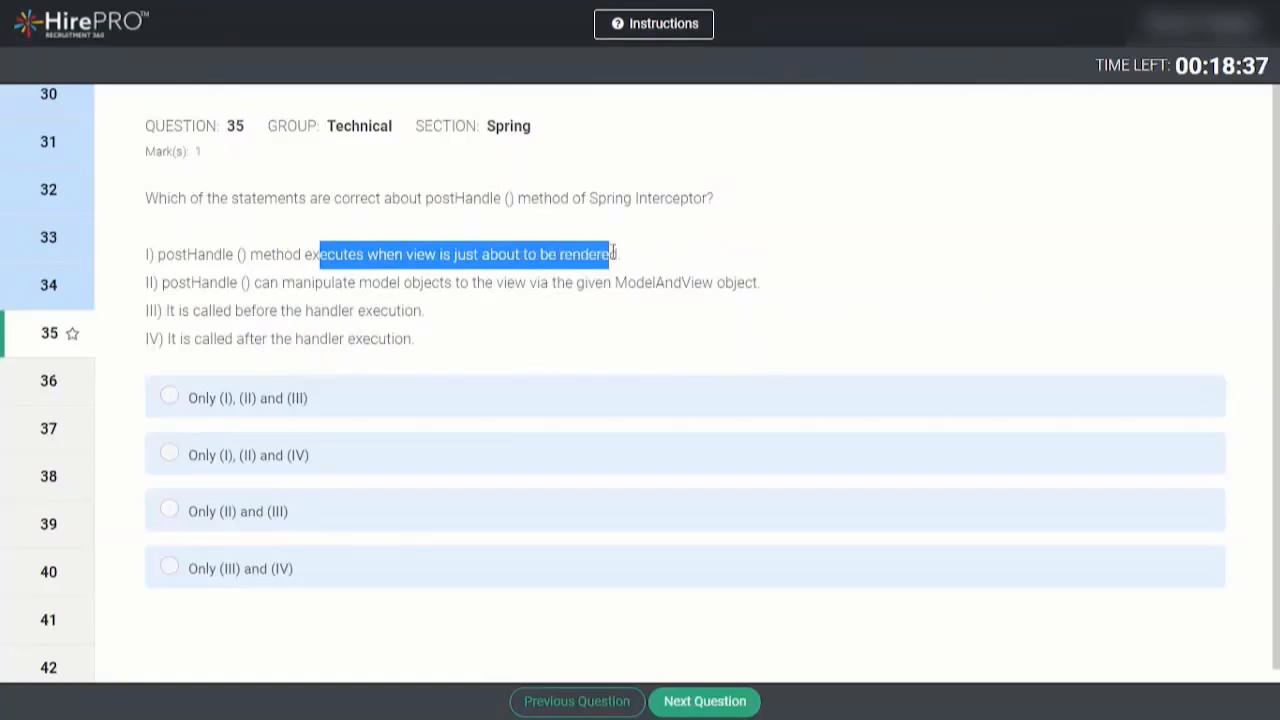 HirePRO™
RECRUITMENT 360
? Instructions
TIME LEFT: 00:18:37
30
31
32
33
34
35
36
37
38
39
40
41
42
QUESTION: 35 GROUP: Technical SECTION: Spring
Mark(s): 1
Which of the statements are correct about postHandle () method of Spring Interceptor?
I) postHandle () method executes when view is just about to be rendered.
II) postHandle () can manipulate model objects to the view via the given ModelAndView object.
III) It is called before the handler execution.
IV) It is called after the handler execution.
Only (I), (II) and (III)
Only (I), (II) and (IV)
Only (II) and (III)
Only (III) and (IV)
Previous Question Next Question